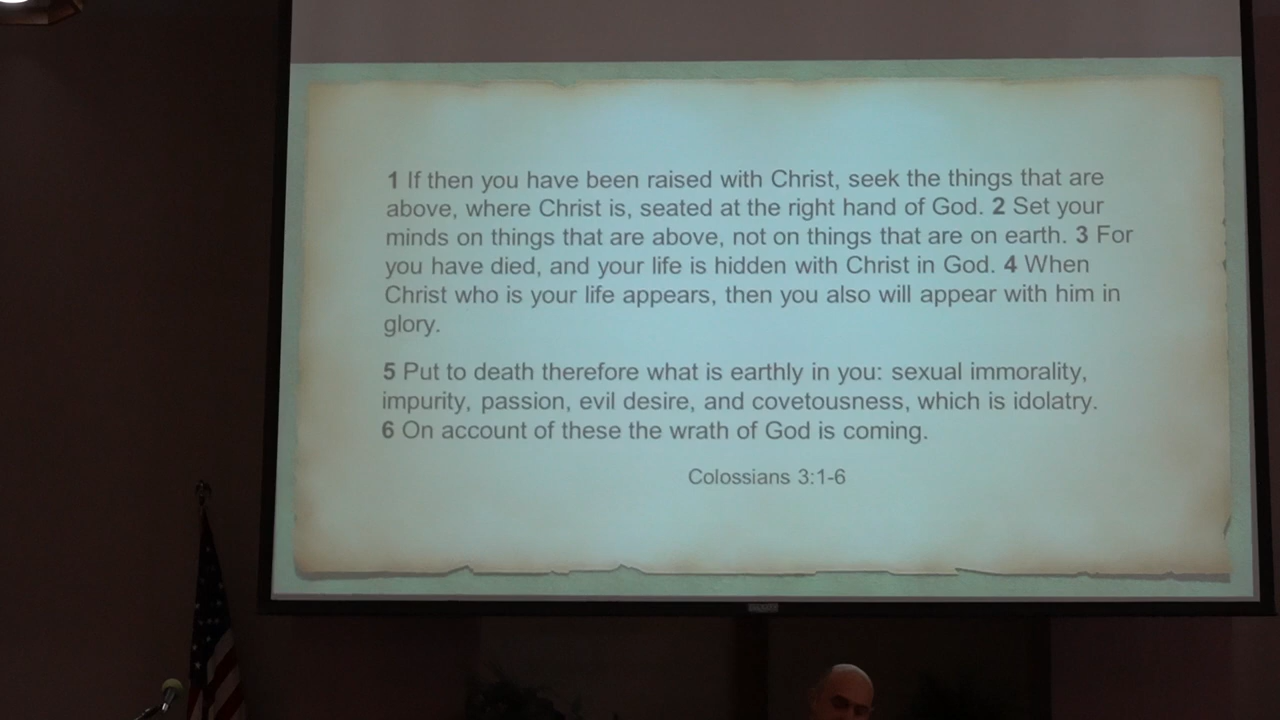 1 If then you have been raised with Christ, seek the things that are
above, where Christ is, seated at the right hand of God. 2 Set your
minds on things that are above, not on things that are on earth. 3 For
you have died, and your life is hidden with Christ in God. 4 When
Christ who is your life appears, then you also will appear with him in
glory.
5 Put to death therefore what is earthly in you: sexual immorality,
impurity, passion, evil desire, and covetousness, which is idolatry.
6 On account of these the wrath of God is coming.
Colossians 3:1-6